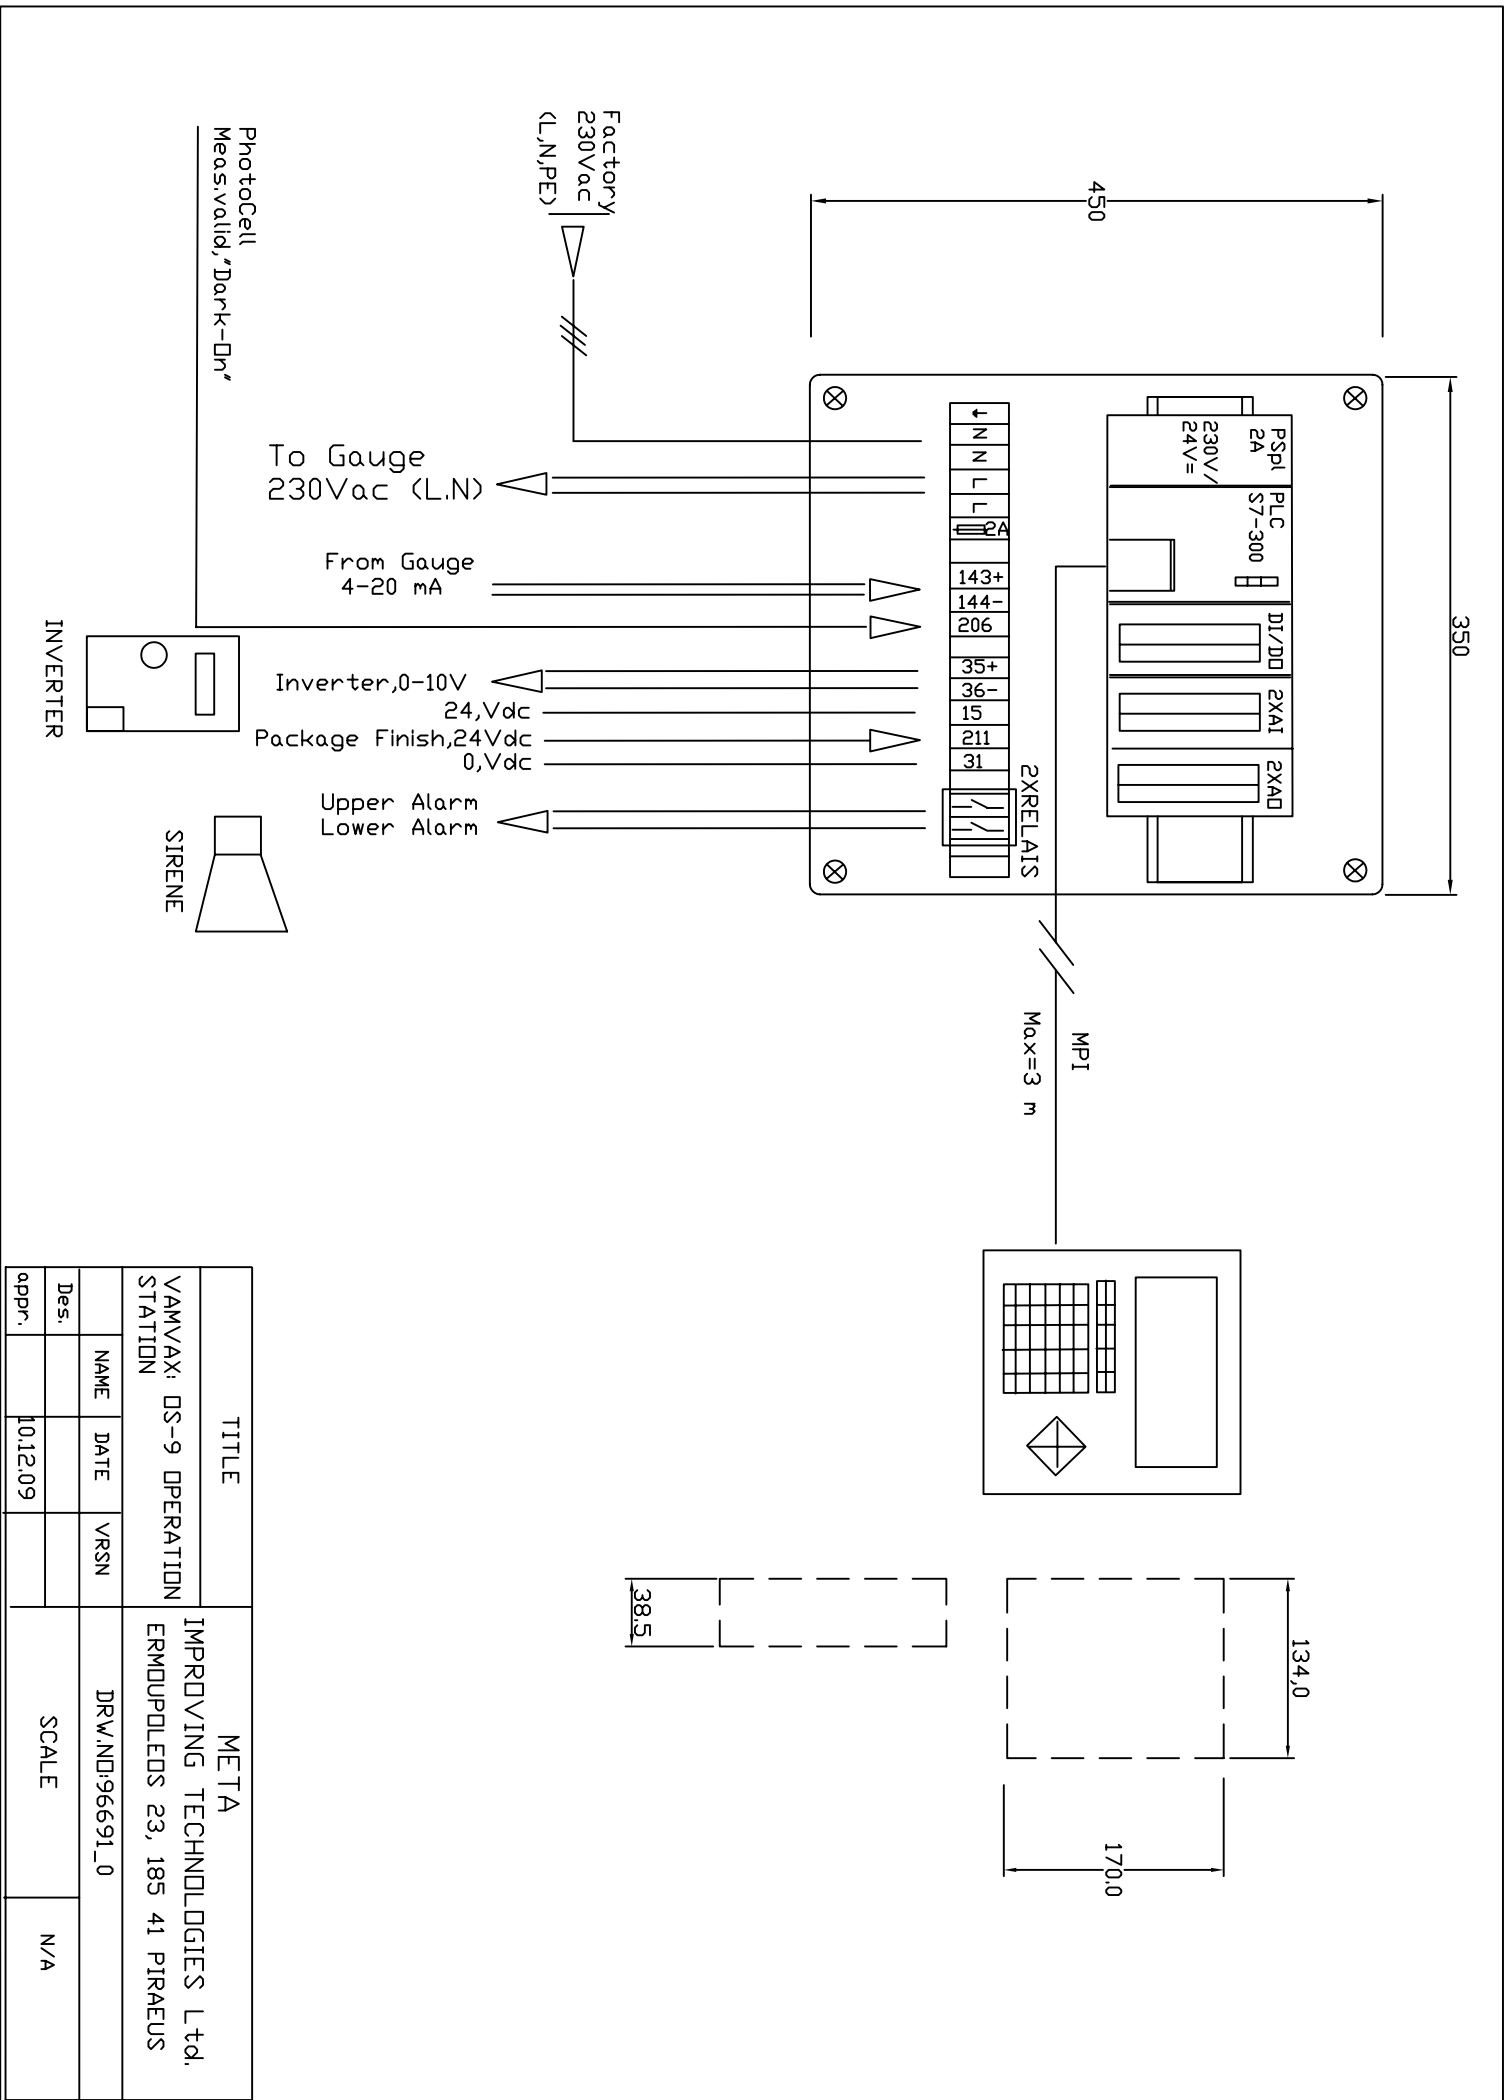 350
450
PSpl
2A
230V/
24V=
PLC
S7-300
DI/DO
2XAI
2XAO
N
N
L
L
2A
143+
144-
206
35+
36-
15
211
31
2XRELAIS
Factory
230Vac
(L,N,PE)
PhotoCell
Meas.valid,"Dark-On"
To Gauge
230Vac (L.N)
From Gauge
4-20 mA
Inverter,0-10V
24,Vdc
Package Finish,24Vdc
0,Vdc
Upper Alarm
Lower Alarm
INVERTER
SIRENE
MPI
Max=3 m
134,0
170,0
38,5
TITLE
VAMVAX: OS-9 OPERATION
STATION
NAME DATE VRSN
Des.
appr. 10.12.09
META
IMPROVING TECHNOLOGIES Ltd.
ERMOUPOLEOS 23, 185 41 PIRAEUS
DRW.NO:96691_0
SCALE N/A